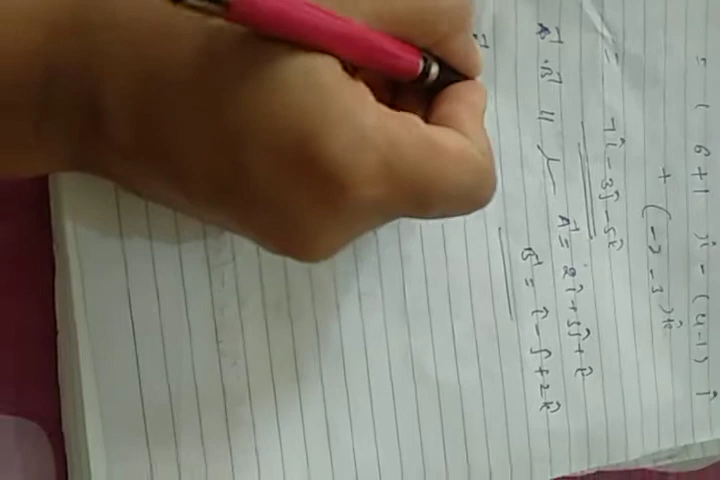 = ( 6 + 1 ) î - (4-1) ĵ
+ (-2-3) k̂
= 7î - 3ĵ - 5k̂
A⃗ . B⃗ =
A⃗ = 2î + 3ĵ + k̂
B⃗ = î - ĵ + 2k̂